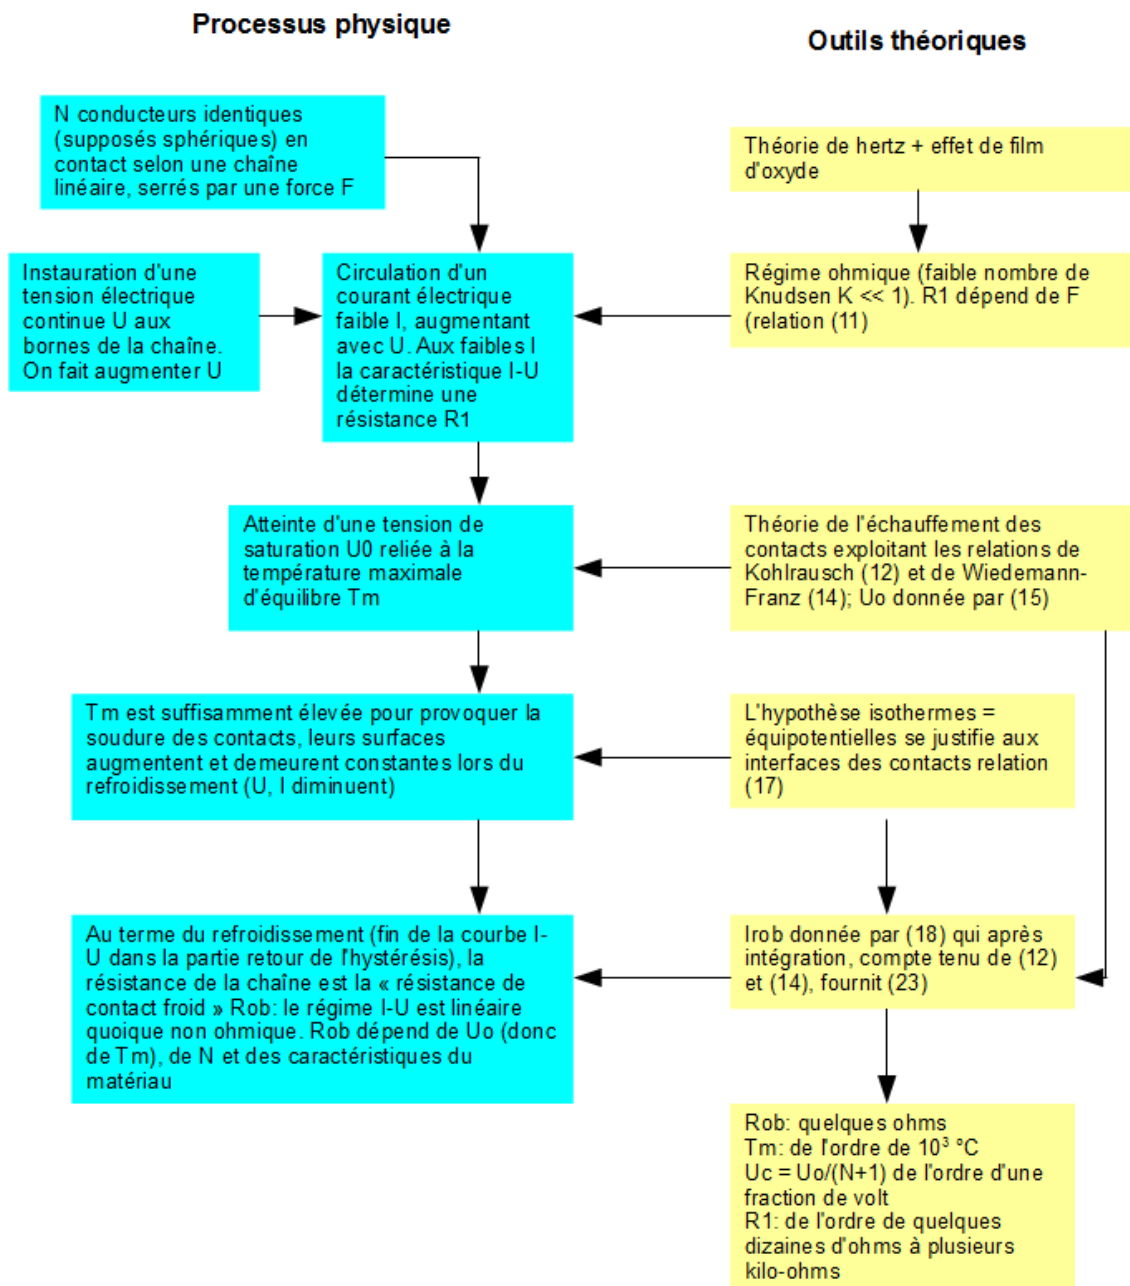 Processus physique
Outils théoriques
N conducteurs identiques
(supposés sphériques) en
contact selon une chaîne
linéaire, serrés par une force F
Théorie de hertz + effet de film
d'oxyde
Instauration d'une
tension électrique
continue U aux
bornes de la chaîne.
On fait augmenter U
Circulation d'un
courant électrique
faible I, augmentant
avec U. Aux faibles I
la caractéristique I-U
détermine une
résistance R1
Régime ohmique (faible nombre de
Knudsen K << 1). R1 dépend de F
(relation (11)
Atteinte d'une tension de
saturation U0 reliée à la
température maximale
d'équilibre Tm
Théorie de l'échauffement des
contacts exploitant les relations de
Kohlrausch (12) et de Wiedemann-
Franz (14); Uo donnée par (15)
Tm est suffisamment élevée pour provoquer la
soudure des contacts, leurs surfaces
augmentent et demeurent constantes lors du
refroidissement (U, I diminuent)
L'hypothèse isothermes =
équipotentielles se justifie aux
interfaces des contacts relation
(17)
Au terme du refroidissement (fin de la courbe I-
U dans la partie retour de l'hystérésis), la
résistance de la chaîne est la « résistance de
contact froid » Rob: le régime I-U est linéaire
quoique non ohmique. Rob dépend de Uo (donc
de Tm), de N et des caractéristiques du
matériau
Irob donnée par (18) qui après
intégration, compte tenu de (12)
et (14), fournit (23)
Rob: quelques ohms
Tm: de l'ordre de 10³ °C
Uc = Uo/(N+1) de l'ordre d'une
fraction de volt
R1: de l'ordre de quelques
dizaines d'ohms à plusieurs
kilo-ohms